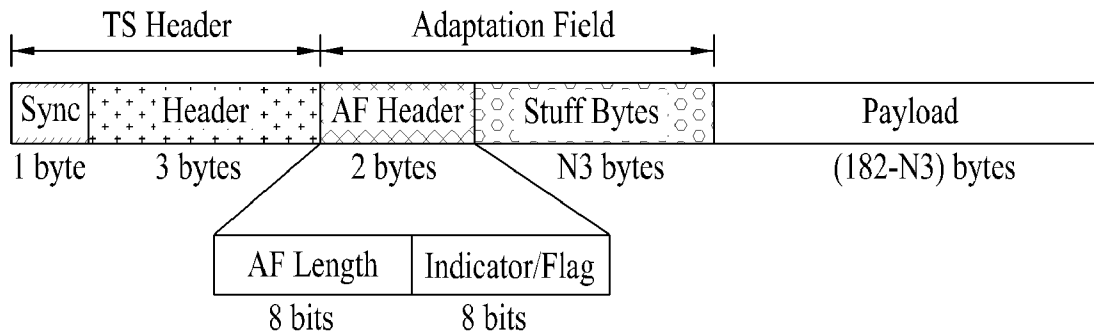 TS Header
Adaptation Field
Sync
Header
AF Header
Stuff Bytes
Payload
1 byte
3 bytes
2 bytes
N3 bytes
(182-N3) bytes
AF Length
Indicator/Flag
8 bits
8 bits